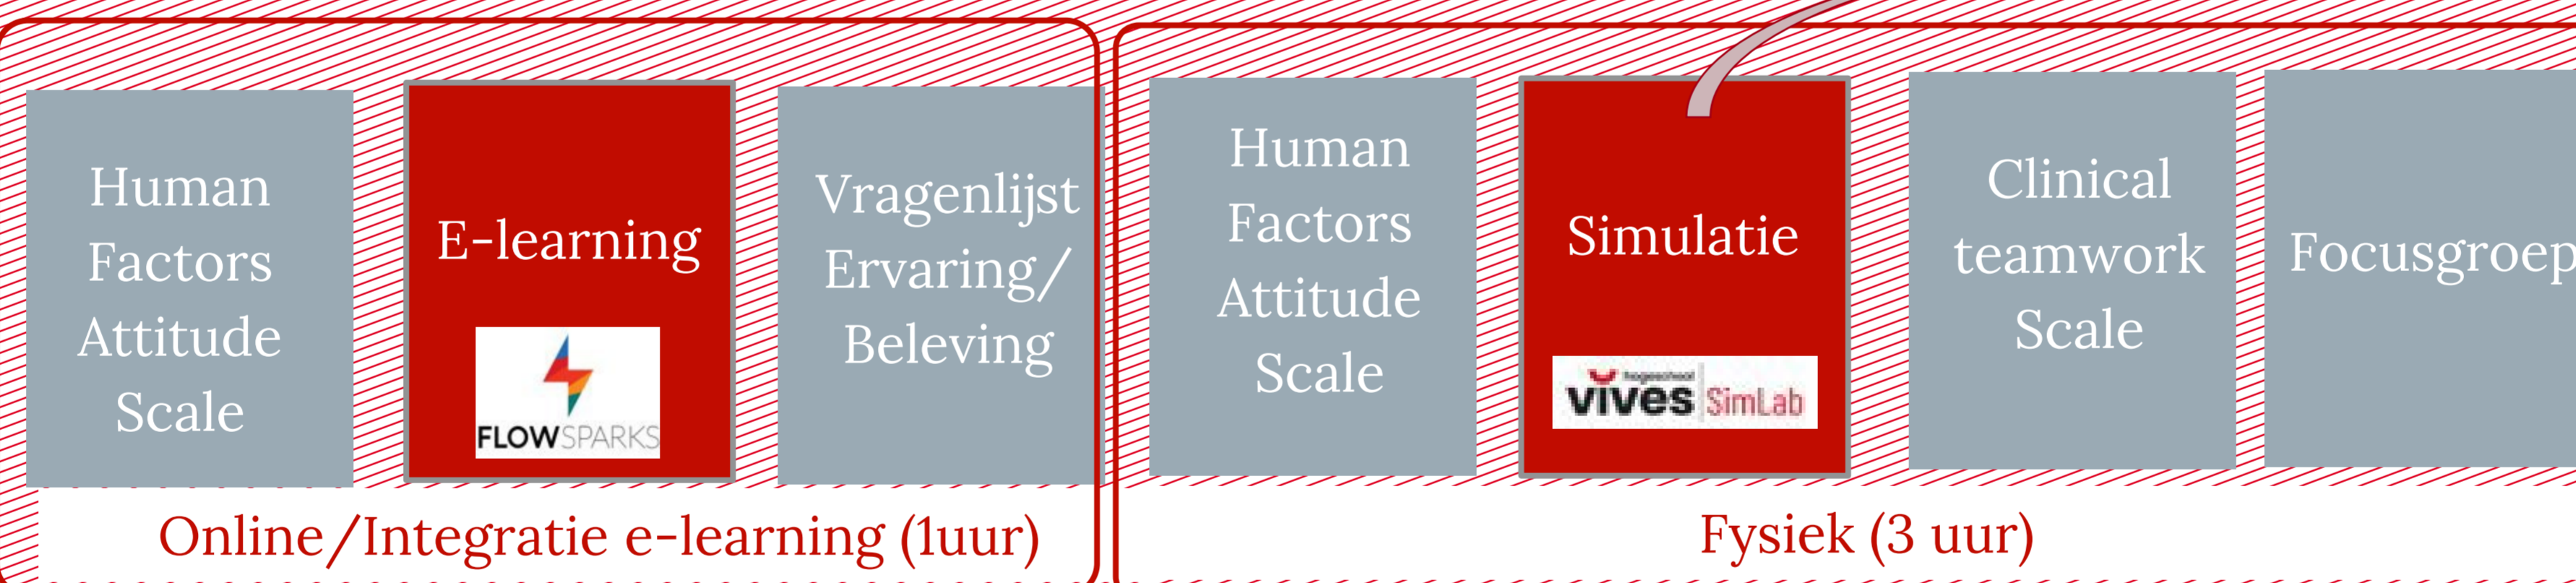 Human
Factors
Attitude
Scale
E-learning
FLOWSPARKS
Vragenlijst
Ervaring/
Beleving
Online/Integratie e-learning (1uur)
Human
Factors
Attitude
Scale
Simulatie
hogeschool
vives SimLab
Clinical
teamwork
Scale
Focusgroep
Fysiek (3 uur)